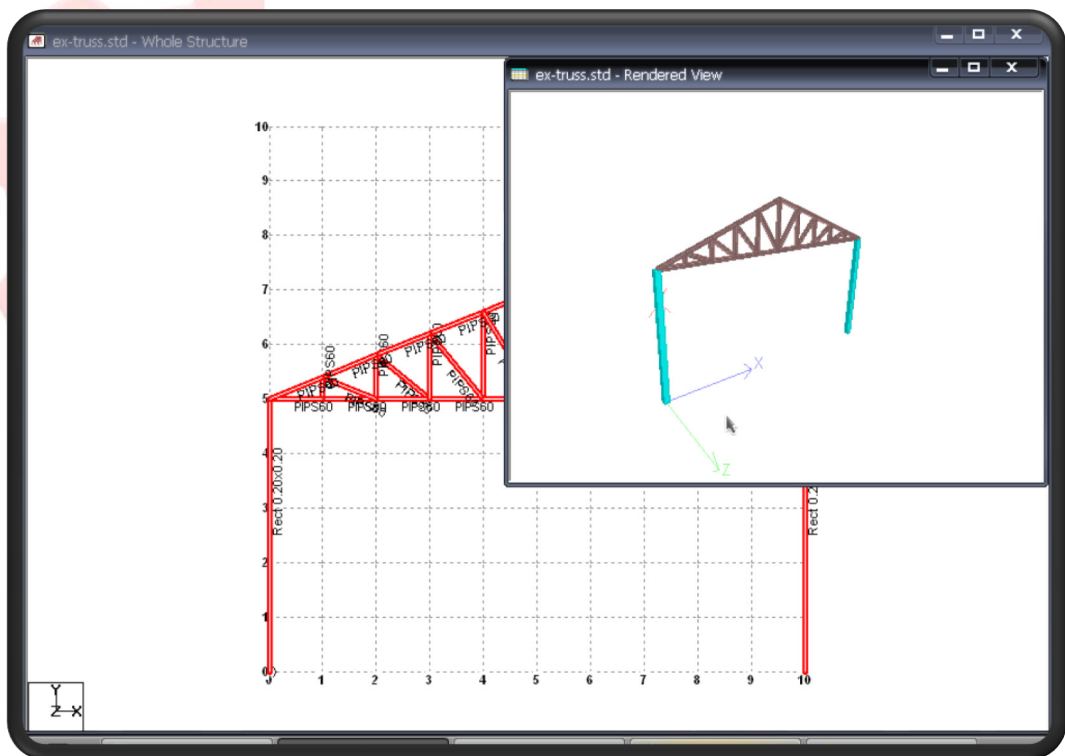 ex-truss.std - Whole Structure
ex-truss.std - Rendered View
10
9
8
7
6
5
4
3
2
1
0
1
2
3
4
5
6
7
8
9
10
PIPS60
PIPS60
PIPS60
PIPS60
PIPS60
PIPS60
PIPS60
PIPS60
Rect 0.20x0.20
Rect 0.2
X
Z
Y
Z
X